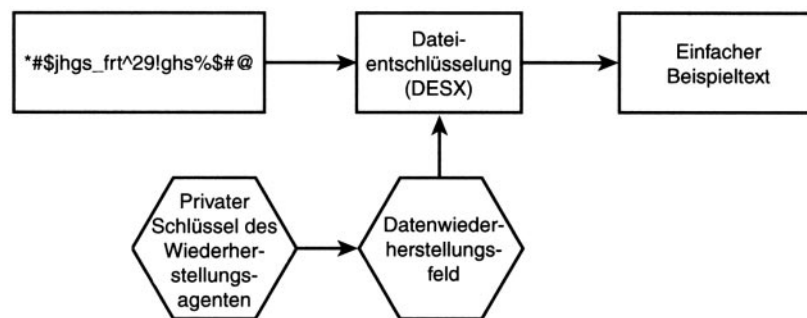 *#$jhgs_frt^29!ghs%$#@
Datei-
entschlüsselung
(DESX)
Einfacher
Beispieltext
Privater
Schlüssel des
Wiederher-
stellungs-
agenten
Datenwieder-
herstellungs-
feld